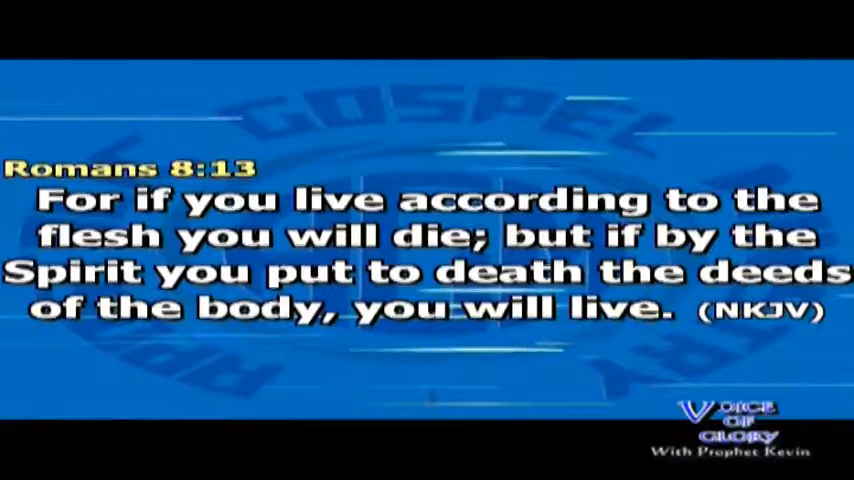 GOSPEL
Romans 8:13
For if you live according to the
flesh you will die; but if by the
Spirit you put to death the deeds
of the body, you will live. (NKJV)
VOICE
OF
GLORY
With Prophet Kevin